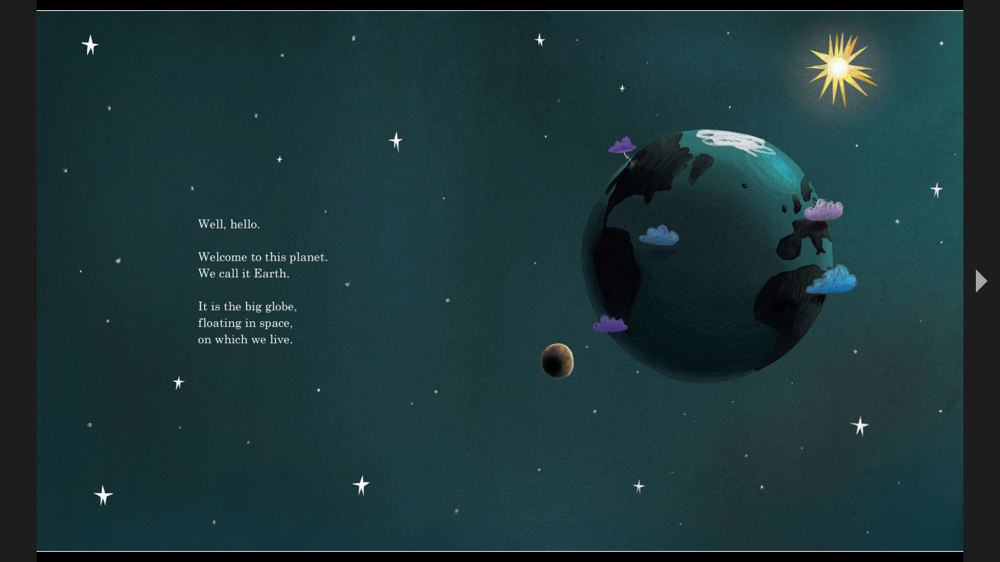 Well, hello.
Welcome to this planet.
We call it Earth.
It is the big globe,
floating in space,
on which we live.